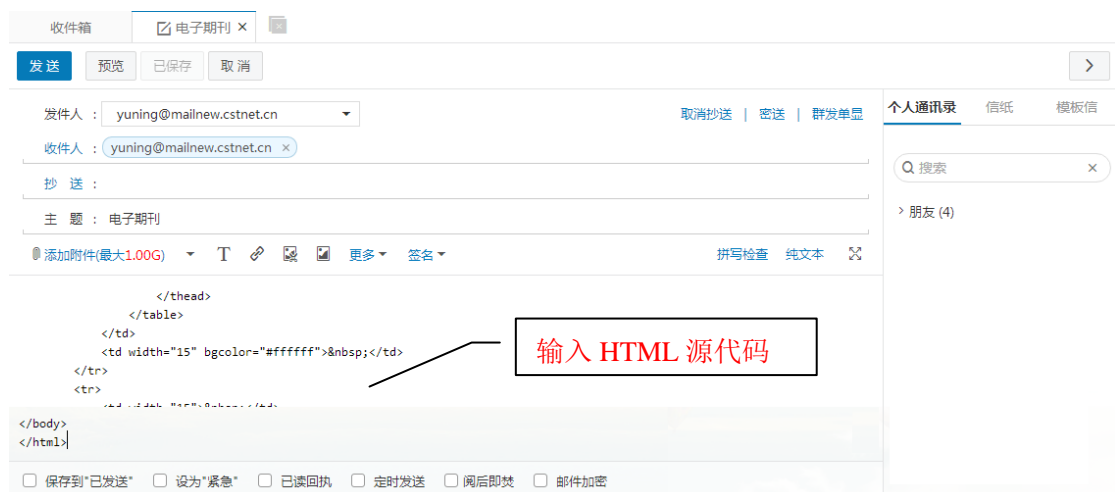 收件箱 电子期刊 ×
发送 预览 已保存 取消
发件人 : yuning@mailnew.cstnet.cn 取消抄送 | 密送 | 群发单显
收件人 : yuning@mailnew.cstnet.cn ×
抄 送 :
主 题 : 电子期刊
添加附件(最大1.00G) T 更多 签名 拼写检查 纯文本
</thead>
</table>
</td>
<td width="15" bgcolor="#ffffff">&nbsp;</td>
</tr>
<tr>
<td width="15">&nbsp;</td>
</body>
</html>
输入 HTML 源代码
保存到"已发送" 设为"紧急" 已读回执 定时发送 阅后即焚 邮件加密
个人通讯录 信纸 模板信
搜索 ×
朋友 (4)